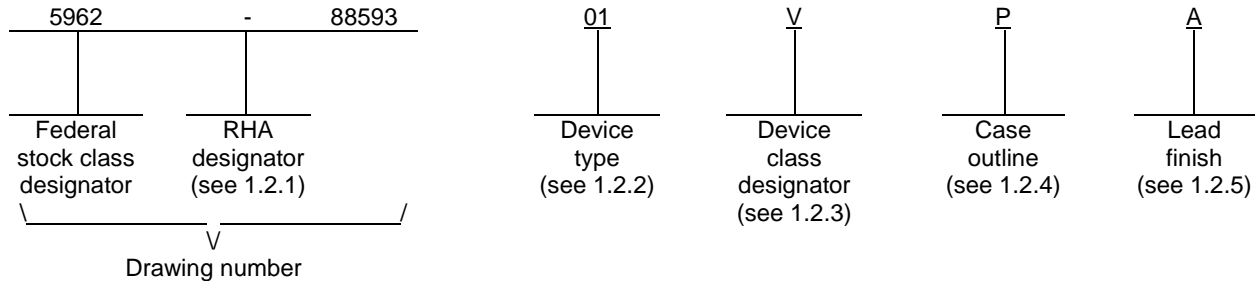 5962 - 88593 01 V P A
Federal stock class designator
RHA designator (see 1.2.1)
Device type (see 1.2.2)
Device class designator (see 1.2.3)
Case outline (see 1.2.4)
Lead finish (see 1.2.5)
\ /
\/
Drawing number